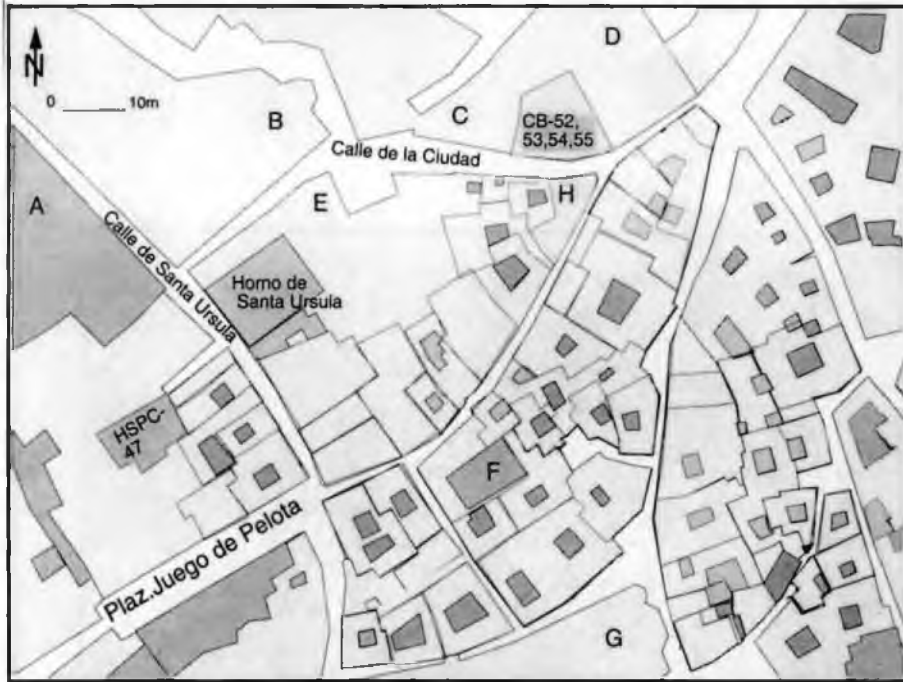 N
0 10m
A
B
C
D
CB-52,
53,54,55
Calle de la Ciudad
E
H
Calle de Santa Ursula
Horno de
Santa Ursula
HSPC-
47
F
Plaz.Juego de Pelota
G